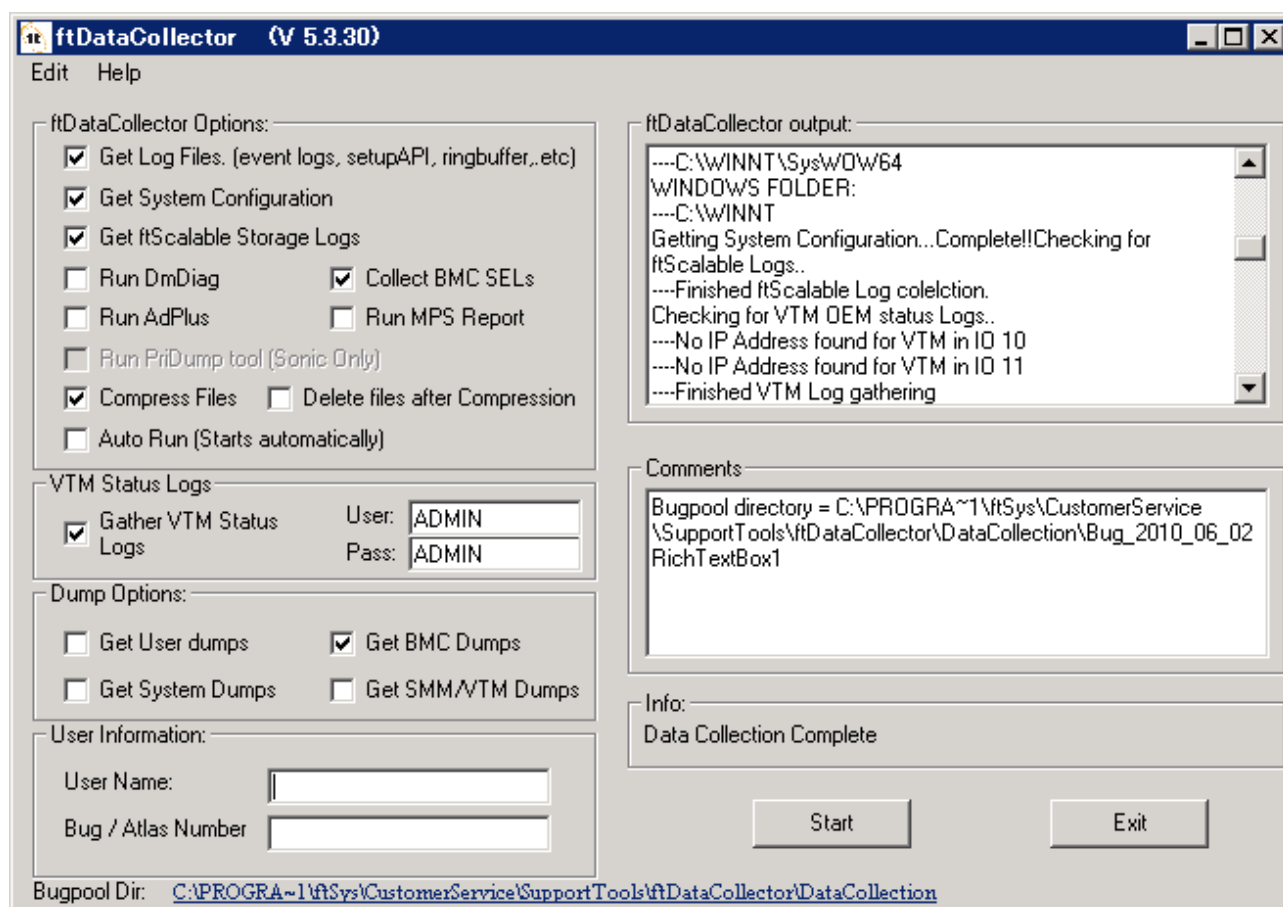 ftDataCollector (V 5.3.30)
Edit Help
ftDataCollector Options:
Get Log Files. (event logs, setupAPI, ringbuffer,.etc)
Get System Configuration
Get ftScalable Storage Logs
Run DmDiag
Collect BMC SELs
Run AdPlus
Run MPS Report
Run PriDump tool (Sonic Only)
Compress Files
Delete files after Compression
Auto Run (Starts automatically)
VTM Status Logs
Gather VTM Status
Logs
User: ADMIN
Pass: ADMIN
Dump Options:
Get User dumps
Get BMC Dumps
Get System Dumps
Get SMM/VTM Dumps
User Information:
User Name:
Bug / Atlas Number
ftDataCollector output:
----C:\WINNT\SysWOW64
WINDOWS FOLDER:
----C:\WINNT
Getting System Configuration...Complete!!Checking for
ftScalable Logs..
----Finished ftScalable Log colelction.
Checking for VTM OEM status Logs..
----No IP Address found for VTM in IO 10
----No IP Address found for VTM in IO 11
----Finished VTM Log gathering
Comments
Bugpool directory = C:\PROGRA~1\ftSys\CustomerService
\SupportTools\ftDataCollector\DataCollection\Bug_2010_06_02
RichTextBox1
Info:
Data Collection Complete
Start
Exit
Bugpool Dir: C:\PROGRA~1\ftSys\CustomerService\SupportTools\ftDataCollector\DataCollection